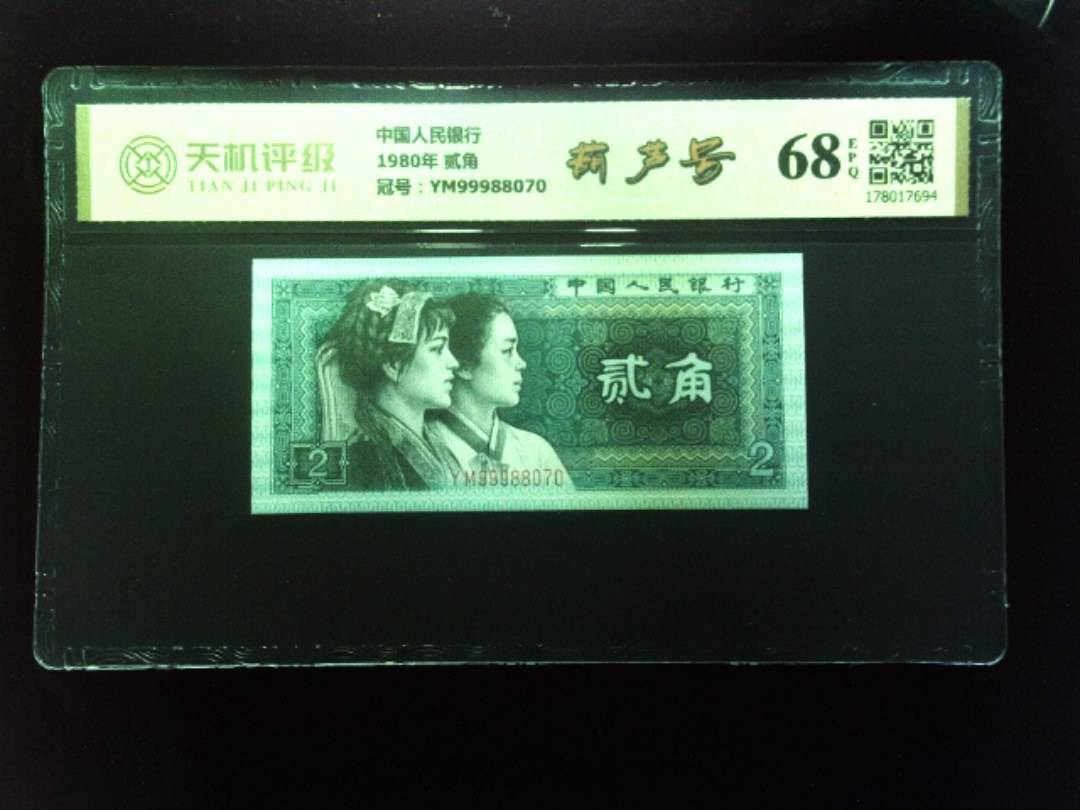 天机评级
TIAN JI PING JI
中国人民银行
1980年 贰角
冠号：YM99988070
葫芦号
68
EPQ
178017694
中国人民银行
贰角
2
2
YM99988070